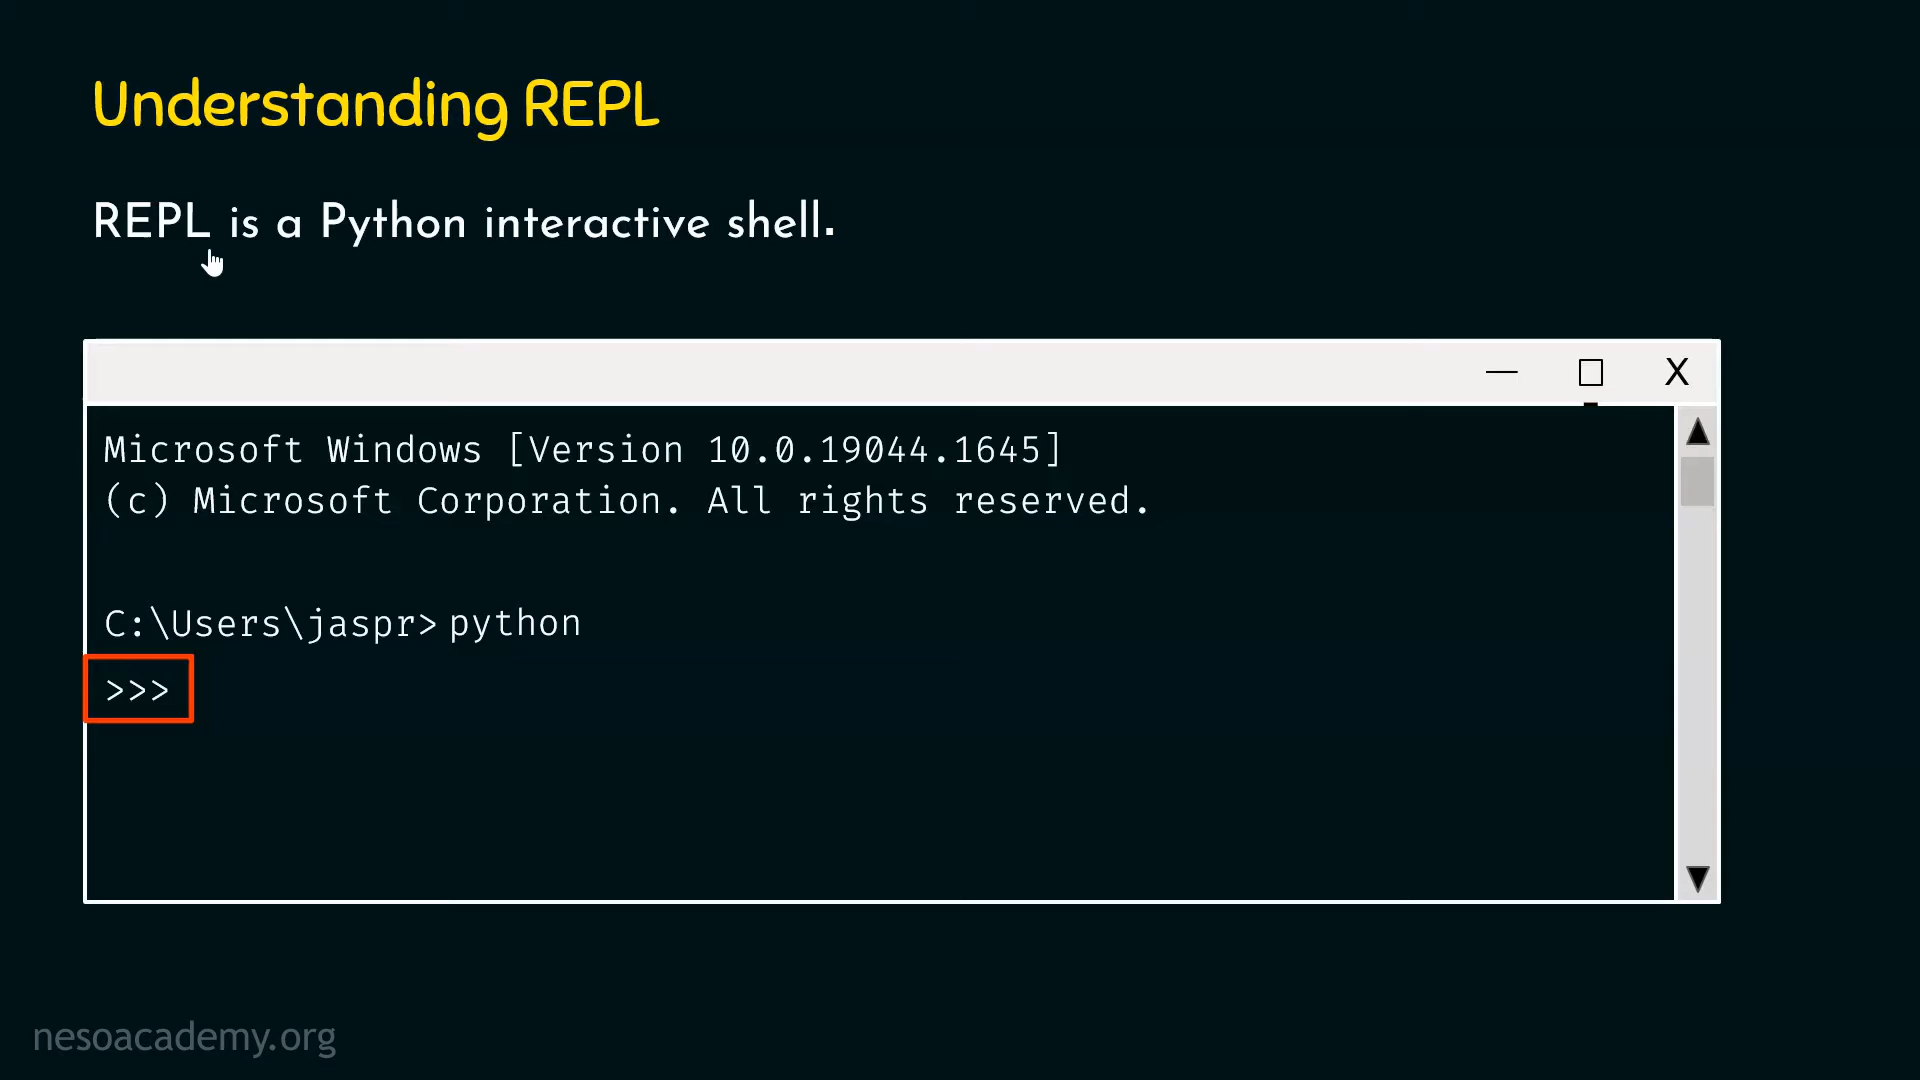 Understanding REPL
REPL is a Python interactive shell.
X
Microsoft Windows [Version 10.0.19044.1645]
(c) Microsoft Corporation. All rights reserved.
C:\Users\jaspr> python
>>>
nesoacademy.org